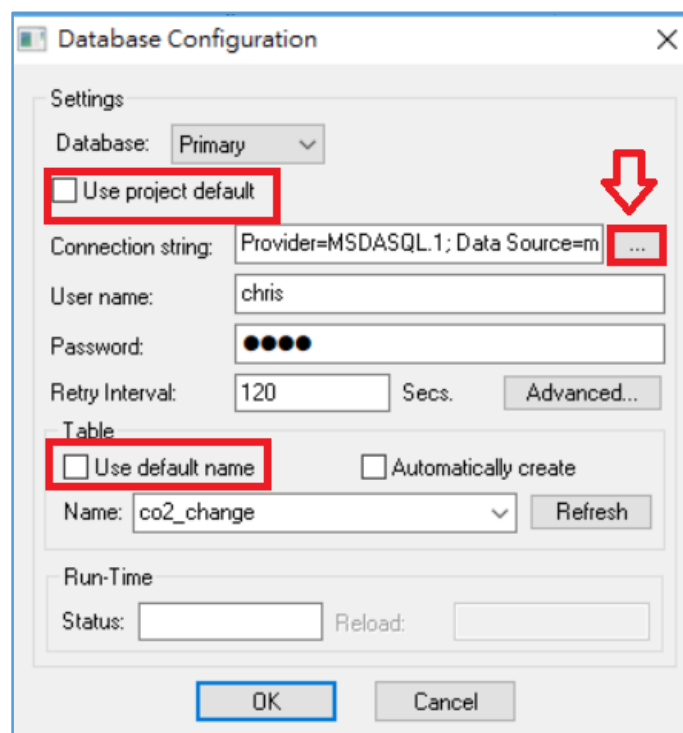 Database Configuration
Settings
Database: Primary
Use project default
Connection string: Provider=MSDASQL.1; Data Source=m ...
User name: chris
Password: ●●●●
Retry Interval: 120 Secs. Advanced...
Table
Use default name Automatically create
Name: co2_change Refresh
Run-Time
Status: Reload:
OK Cancel